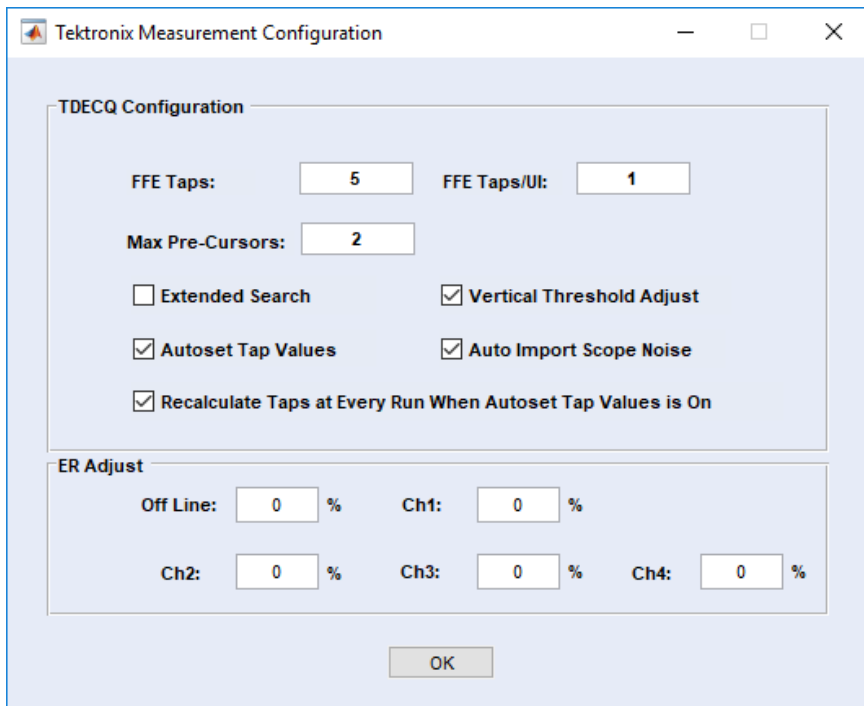 Tektronix Measurement Configuration
TDECQ Configuration
FFE Taps: 5 FFE Taps/UI: 1
Max Pre-Cursors: 2
Extended Search Vertical Threshold Adjust
Autoset Tap Values Auto Import Scope Noise
Recalculate Taps at Every Run When Autoset Tap Values is On
ER Adjust
Off Line: 0 % Ch1: 0 %
Ch2: 0 % Ch3: 0 % Ch4: 0 %
OK